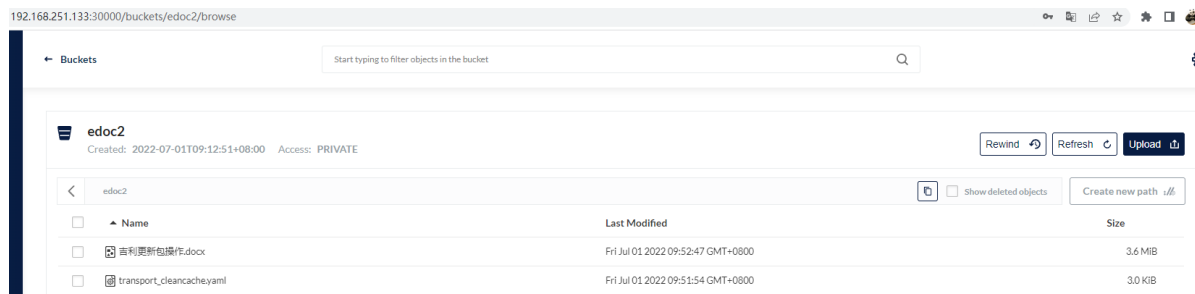 192.168.251.133:30000/buckets/edoc2/browse
← Buckets
Start typing to filter objects in the bucket
edoc2
Created: 2022-07-01T09:12:51+08:00 Access: PRIVATE
Rewind
Refresh
Upload
edoc2
Show deleted objects
Create new path
Name Last Modified Size
吉利更新包操作.docx Fri Jul 01 2022 09:52:47 GMT+0800 3.6 MiB
transport_cleancache.yaml Fri Jul 01 2022 09:51:54 GMT+0800 3.0 KiB